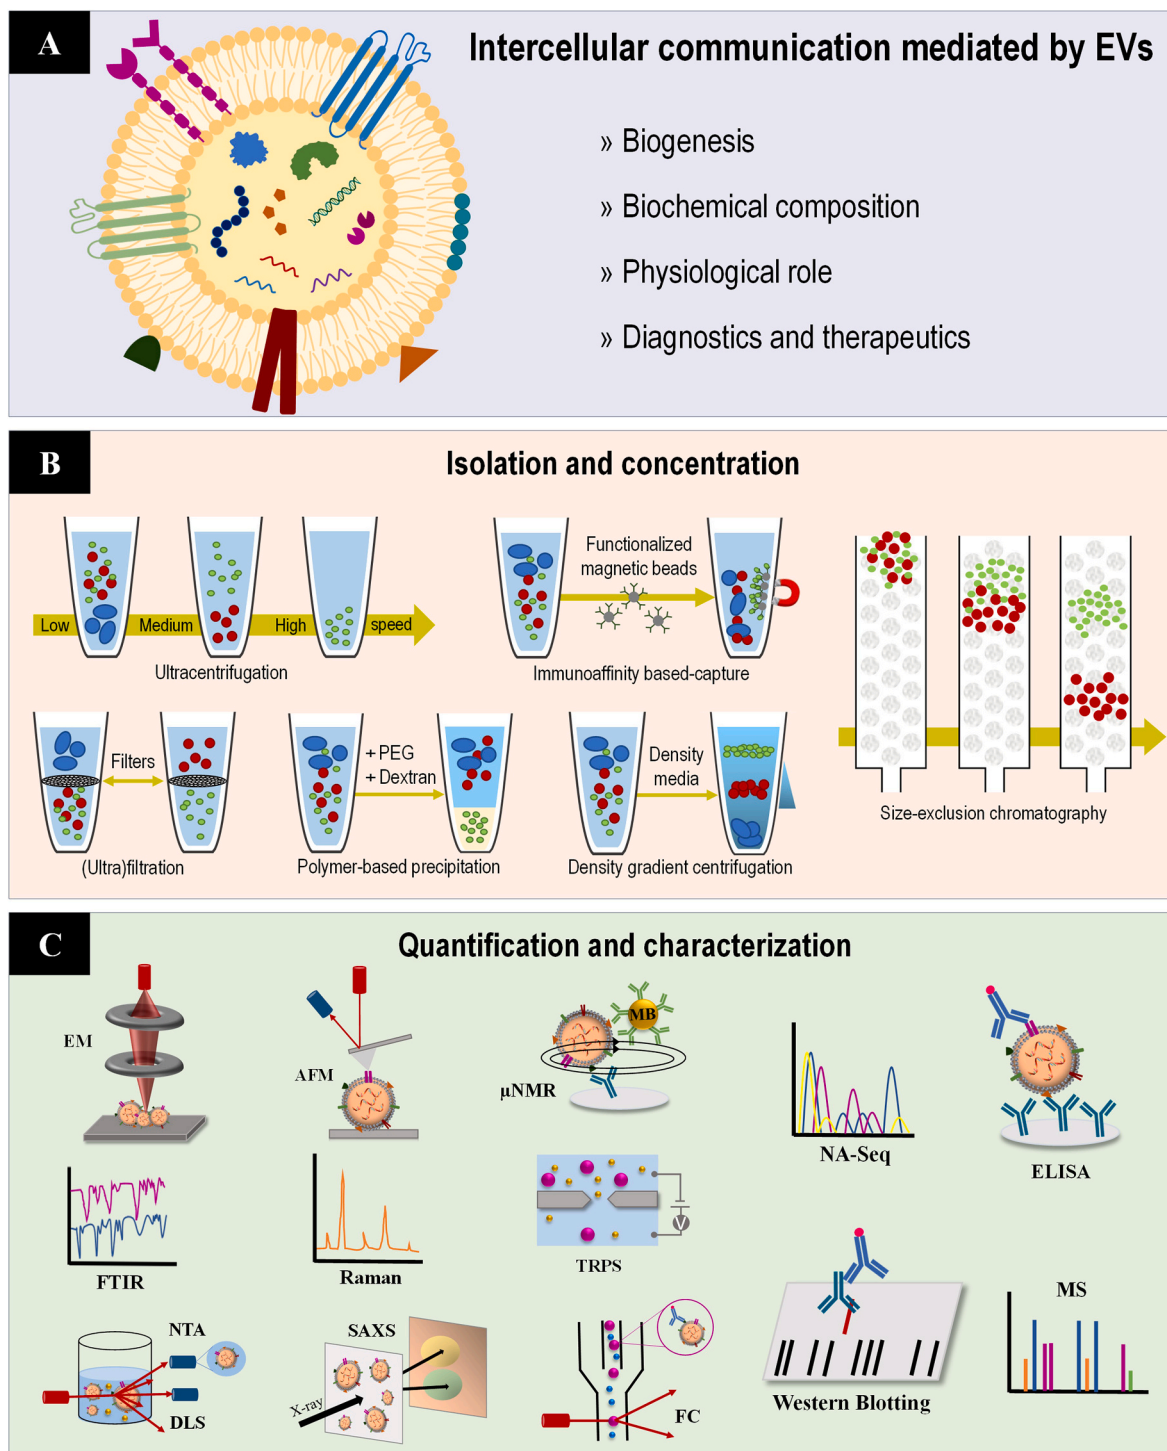 A
Intercellular communication mediated by EVs
» Biogenesis
» Biochemical composition
» Physiological role
» Diagnostics and therapeutics
B
Isolation and concentration
Low
Medium
High
speed
Ultracentrifugation
Functionalized
magnetic beads
Immunoaffinity based-capture
Filters
(Ultra)filtration
+ PEG
+ Dextran
Polymer-based precipitation
Density
media
Density gradient centrifugation
Size-exclusion chromatography
C
Quantification and characterization
EM
AFM
MB
µNMR
NA-Seq
ELISA
FTIR
Raman
V
TRPS
NTA
DLS
SAXS
X-ray
FC
Western Blotting
MS